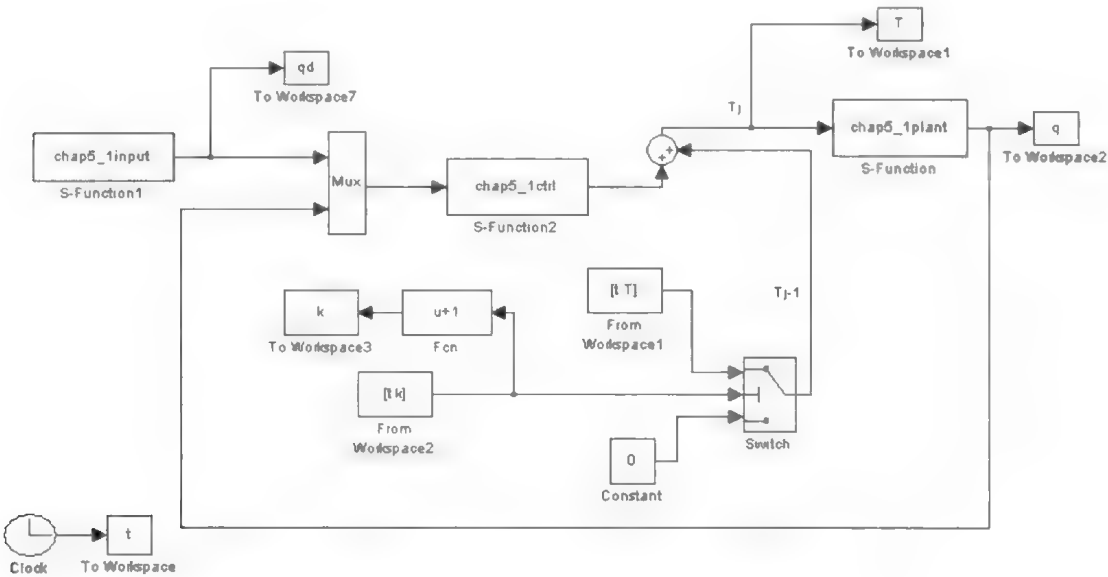 T
To Workspace1
qd
To Workspace7
Tj
chap5_1input
S-Function1
Mux
chap5_1ctrl
S-Function2
+
+
chap5_1plant
S-Function
q
To Workspace2
[t T]
From
Workspace1
Tj-1
k
To Workspace3
u+1
Fcn
[t k]
From
Workspace2
Switch
0
Constant
Clock
t
To Workspace